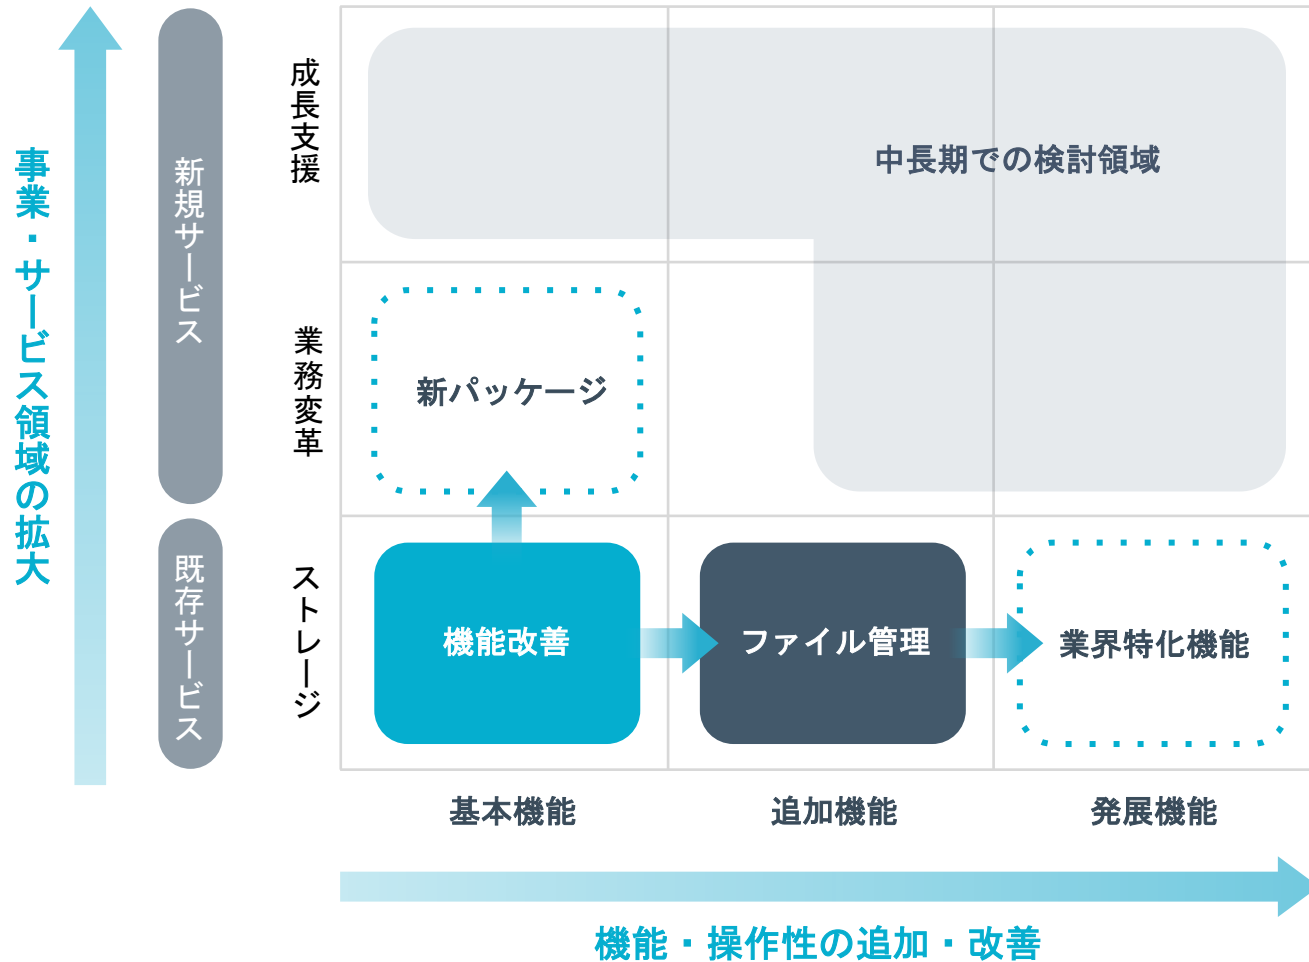 事業・サービス領域の拡大
新規サービス
既存サービス
成長支援
中長期での検討領域
業務変革
新パッケージ
ストレージ
機能改善
ファイル管理
業界特化機能
基本機能
追加機能
発展機能
機能・操作性の追加・改善